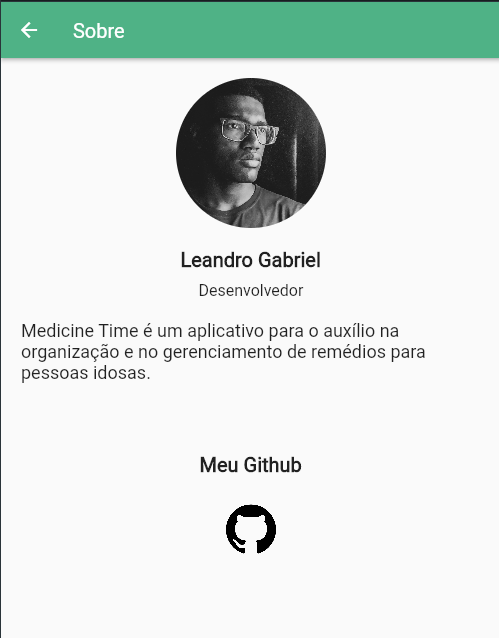 Sobre
Leandro Gabriel
Desenvolvedor
Medicine Time é um aplicativo para o auxílio na
organização e no gerenciamento de remédios para
pessoas idosas.
Meu Github